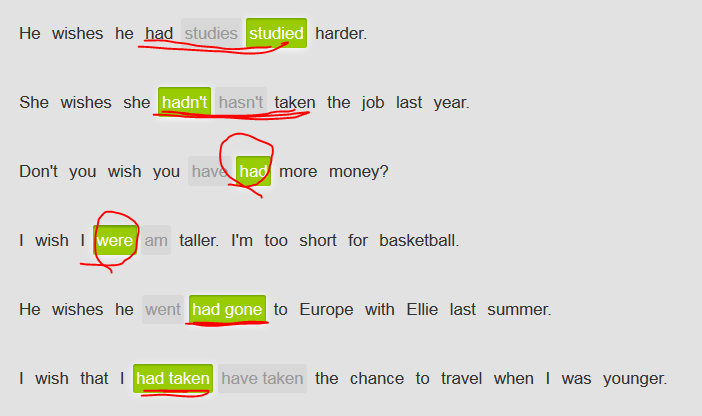 He wishes he had studies studied harder.
She wishes she hadn't hasn't taken the job last year.
Don't you wish you have had more money?
I wish I were am taller. I'm too short for basketball.
He wishes he went had gone to Europe with Ellie last summer.
I wish that I had taken have taken the chance to travel when I was younger.